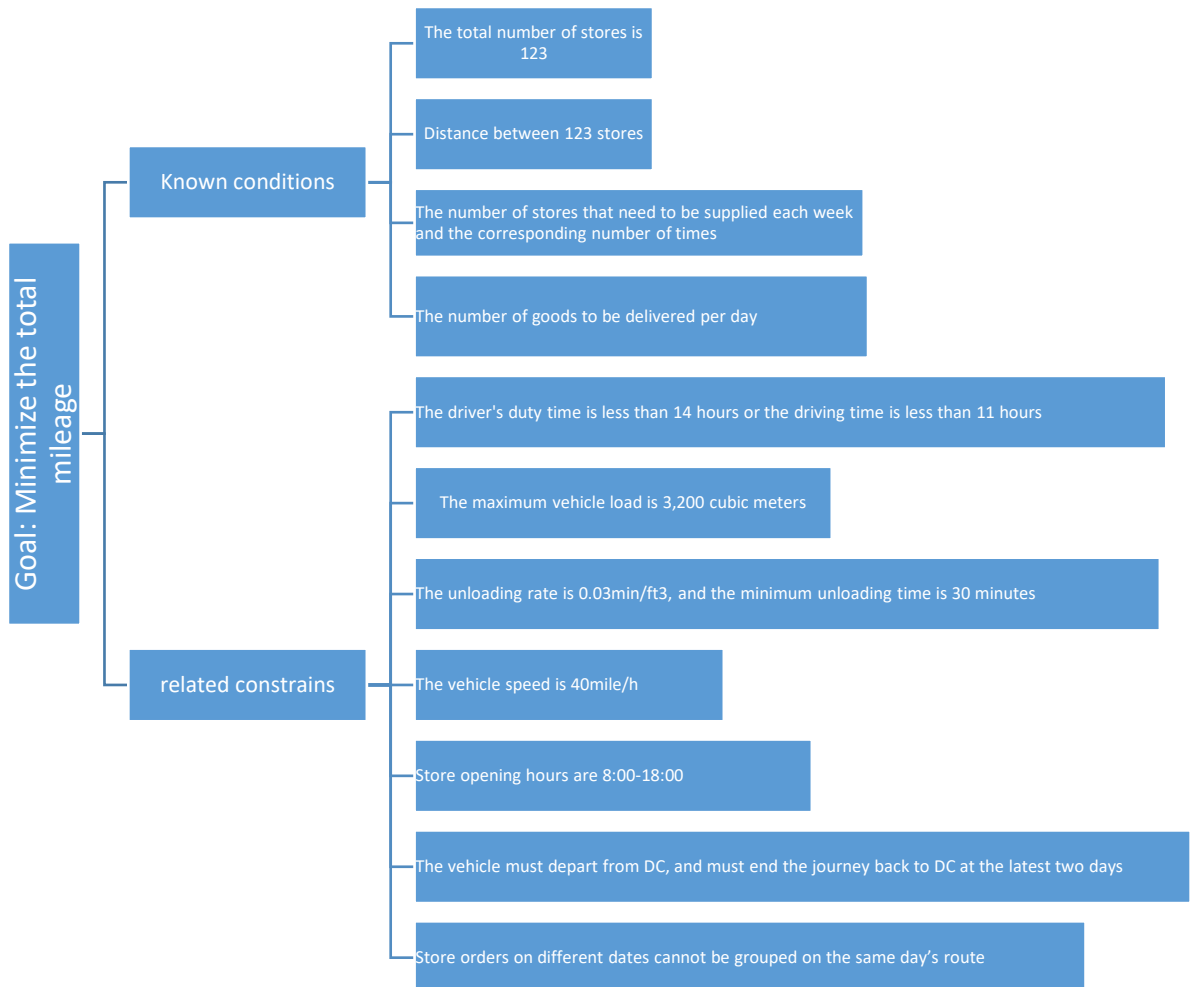 Goal: Minimize the total
mileage
Known conditions
The total number of stores is
123
Distance between 123 stores
The number of stores that need to be supplied each week
and the corresponding number of times
The number of goods to be delivered per day
related constrains
The driver's duty time is less than 14 hours or the driving time is less than 11 hours
The maximum vehicle load is 3,200 cubic meters
The unloading rate is 0.03min/ft3, and the minimum unloading time is 30 minutes
The vehicle speed is 40mile/h
Store opening hours are 8:00-18:00
The vehicle must depart from DC, and must end the journey back to DC at the latest two days
Store orders on different dates cannot be grouped on the same day’s route